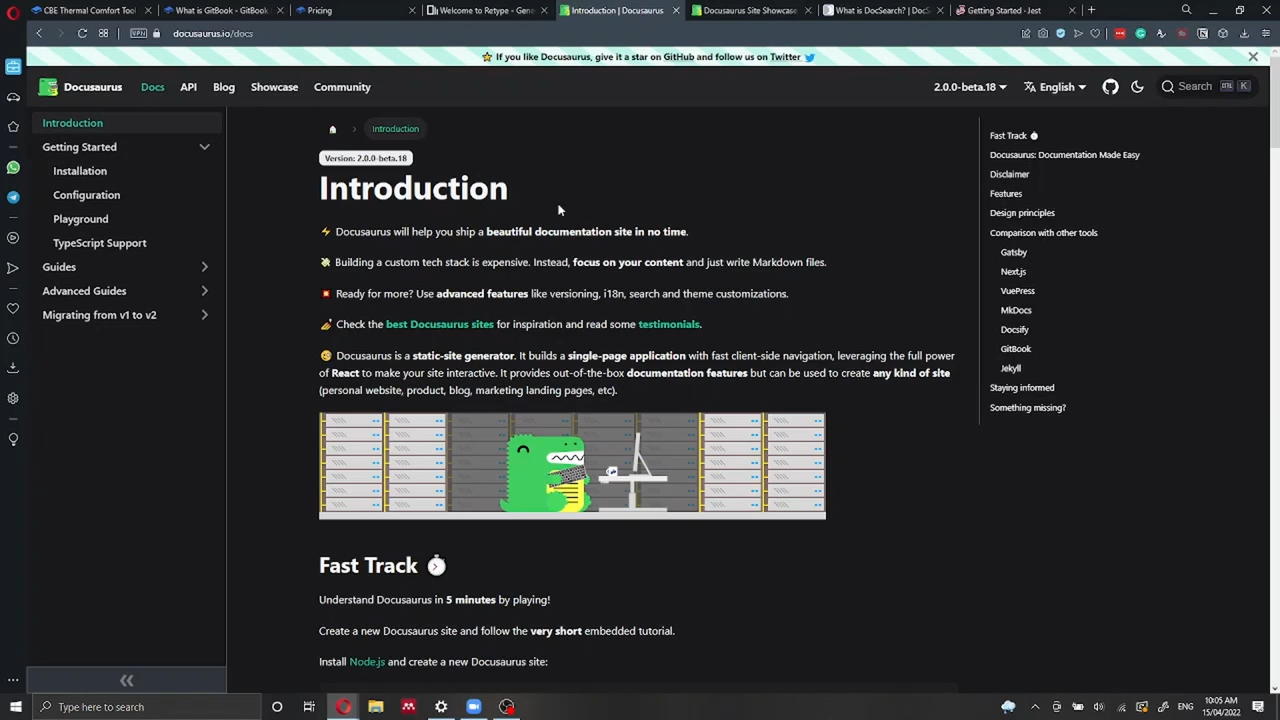 CBE Thermal Comfort Tool
What is GitBook - GitBook
Pricing
Welcome to Retype - Gene
Introduction | Docusaurus
Docusaurus Site Showcase
What is DocSearch? | Docs
Getting Started · Jest
VPN
docusaurus.io/docs
⭐️ If you like Docusaurus, give it a star on GitHub and follow us on Twitter
Docusaurus
Docs
API
Blog
Showcase
Community
2.0.0-beta.18
English
Search
CTRL
K
Introduction
Getting Started
Installation
Configuration
Playground
TypeScript Support
Guides
Advanced Guides
Migrating from v1 to v2
Introduction
Version: 2.0.0-beta.18
Introduction
⚡️ Docusaurus will help you ship a beautiful documentation site in no time.
💸 Building a custom tech stack is expensive. Instead, focus on your content and just write Markdown files.
💥 Ready for more? Use advanced features like versioning, i18n, search and theme customizations.
💅 Check the best Docusaurus sites for inspiration and read some testimonials.
🧐 Docusaurus is a static-site generator. It builds a single-page application with fast client-side navigation, leveraging the full power
of React to make your site interactive. It provides out-of-the-box documentation features but can be used to create any kind of site
(personal website, product, blog, marketing landing pages, etc).
Fast Track ⏱️
Understand Docusaurus in 5 minutes by playing!
Create a new Docusaurus site and follow the very short embedded tutorial.
Install Node.js and create a new Docusaurus site:
Fast Track ⏱️
Docusaurus: Documentation Made Easy
Disclaimer
Features
Design principles
Comparison with other tools
Gatsby
Next.js
VuePress
MkDocs
Docsify
GitBook
Jekyll
Staying informed
Something missing?
Type here to search
ENG
10:05 AM
15/04/2022